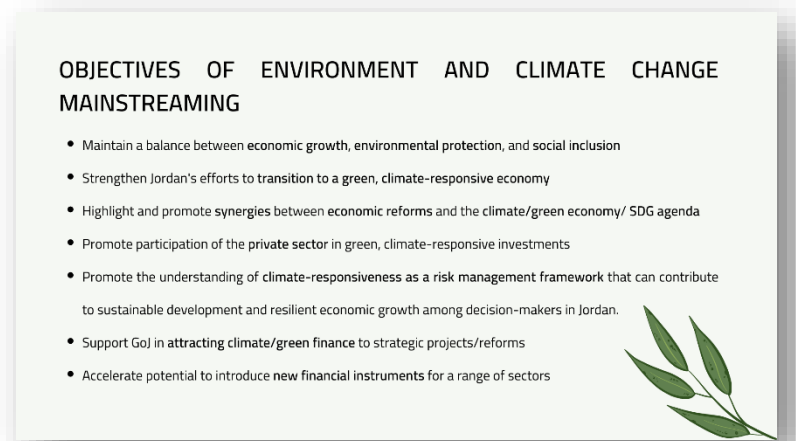 OBJECTIVES OF ENVIRONMENT AND CLIMATE CHANGE
MAINSTREAMING
• Maintain a balance between economic growth, environmental protection, and social inclusion
• Strengthen Jordan's efforts to transition to a green, climate-responsive economy
• Highlight and promote synergies between economic reforms and the climate/green economy/ SDG agenda
• Promote participation of the private sector in green, climate-responsive investments
• Promote the understanding of climate-responsiveness as a risk management framework that can contribute
to sustainable development and resilient economic growth among decision-makers in Jordan.
• Support GoJ in attracting climate/green finance to strategic projects/reforms
• Accelerate potential to introduce new financial instruments for a range of sectors